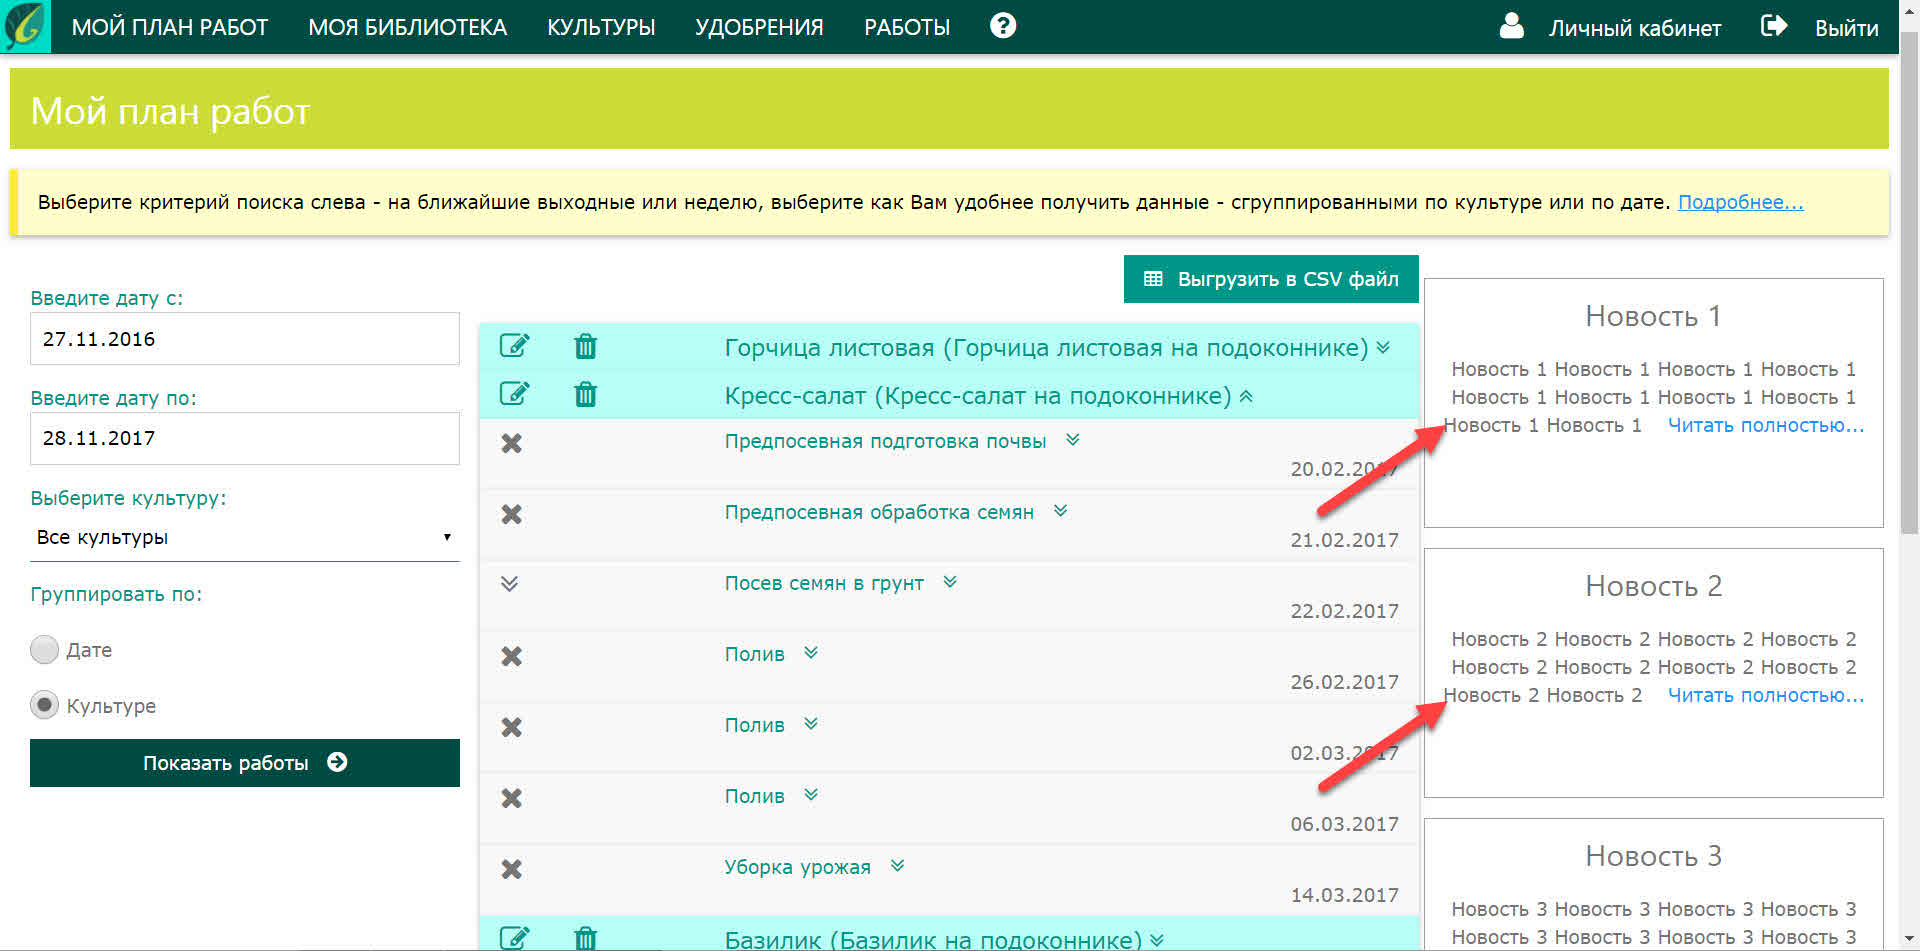 МОЙ ПЛАН РАБОТ МОЯ БИБЛИОТЕКА КУЛЬТУРЫ УДОБРЕНИЯ РАБОТЫ ? Личный кабинет Выйти
Мой план работ
Выберите критерий поиска слева - на ближайшие выходные или неделю, выберите как Вам удобнее получить данные - сгруппированными по культуре или по дате. Подробнее...
Введите дату с:
27.11.2016
Введите дату по:
28.11.2017
Выберите культуру:
Все культуры
Группировать по:
Дате
Культуре
Показать работы
Выгрузить в CSV файл
Горчица листовая (Горчица листовая на подоконнике)
Кресс-салат (Кресс-салат на подоконнике)
Предпосевная подготовка почвы
20.02.2017
Предпосевная обработка семян
21.02.2017
Посев семян в грунт
22.02.2017
Полив
26.02.2017
Полив
02.03.2017
Полив
06.03.2017
Уборка урожая
14.03.2017
Базилик (Базилик на подоконнике)
Новость 1
Новость 1 Новость 1 Новость 1 Новость 1
Новость 1 Новость 1 Новость 1 Новость 1
Новость 1 Новость 1 Читать полностью...
Новость 2
Новость 2 Новость 2 Новость 2 Новость 2
Новость 2 Новость 2 Новость 2 Новость 2
Новость 2 Новость 2 Читать полностью...
Новость 3
Новость 3 Новость 3 Новость 3 Новость 3
Новость 3 Новость 3 Новость 3 Новость 3